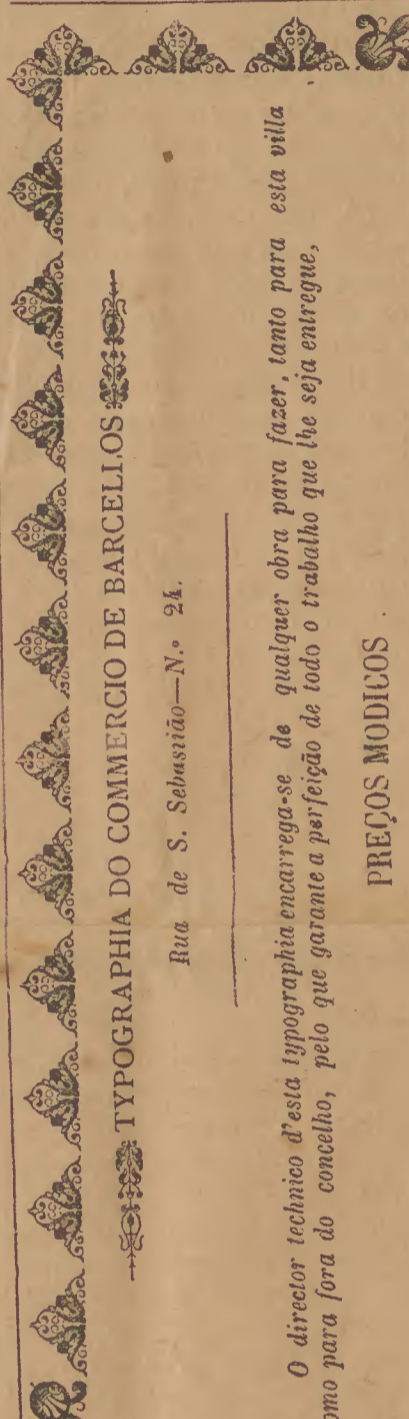 TYPOGRAPHIA DO COMMERCIO DE BARCELLOS
Rua de S. Sebastião—N.º 24.
O director technico d'esta typographia encarrega-se de qualquer obra para fazer, tanto para esta villa
omo para fora do concelho, pelo que garante a perfeição de todo o trabalho que lhe seja entregue,
PREÇOS MODICOS.